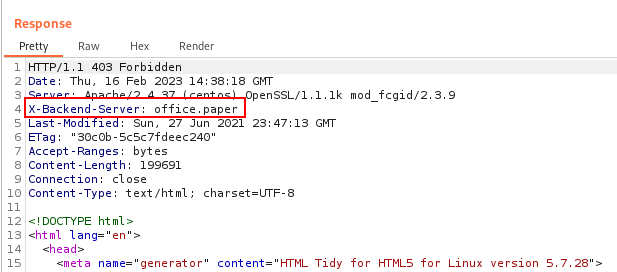 Response
Pretty Raw Hex Render
1 HTTP/1.1 403 Forbidden
2 Date: Thu, 16 Feb 2023 14:38:18 GMT
3 Server: Apache/2.4.37 (centos) OpenSSL/1.1.1k mod_fcgid/2.3.9
4 X-Backend-Server: office.paper
5 Last-Modified: Sun, 27 Jun 2021 23:47:13 GMT
6 ETag: "30c0b-5c5c7fdeec240"
7 Accept-Ranges: bytes
8 Content-Length: 199691
9 Connection: close
10 Content-Type: text/html; charset=UTF-8
11
12 <!DOCTYPE html>
13 <html lang="en">
14 <head>
15 <meta name="generator" content="HTML Tidy for HTML5 for Linux version 5.7.28">